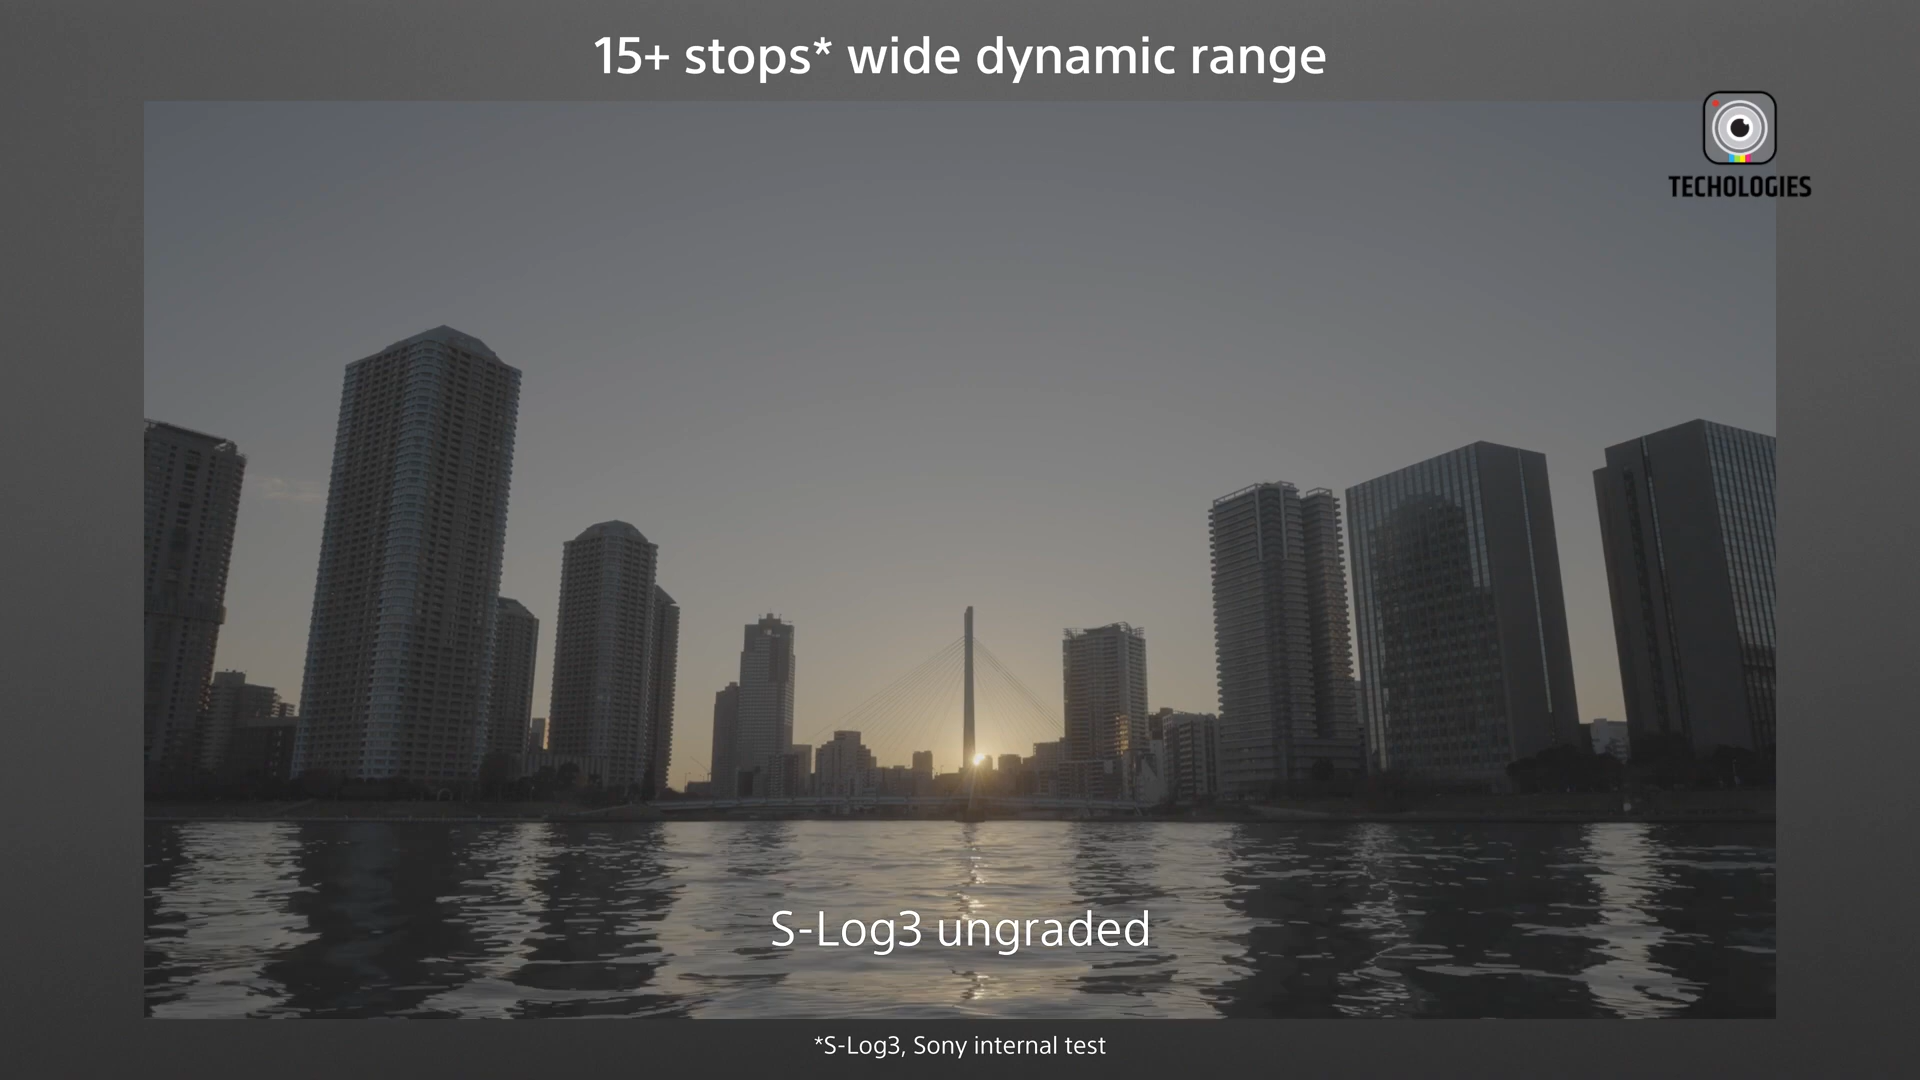 15+ stops* wide dynamic range
TECHOLOGIES
S-Log3 ungraded
*S-Log3, Sony internal test